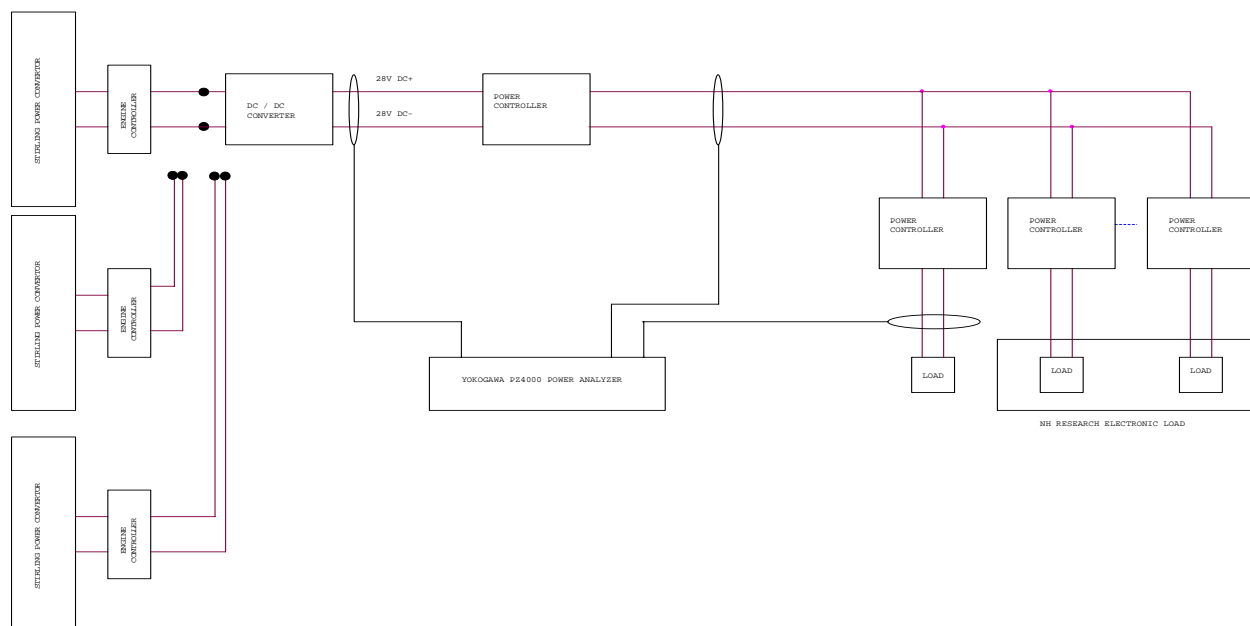 STIRLING POWER CONVERTOR
ENGINE
CONTROLLER
DC / DC
CONVERTER
28V DC+
28V DC-
POWER
CONTROLLER
STIRLING POWER CONVERTOR
ENGINE
CONTROLLER
POWER
CONTROLLER
POWER
CONTROLLER
POWER
CONTROLLER
YOKOGAWA PZ4000 POWER ANALYZER
LOAD
LOAD
LOAD
NH RESEARCH ELECTRONIC LOAD
STIRLING POWER CONVERTOR
ENGINE
CONTROLLER